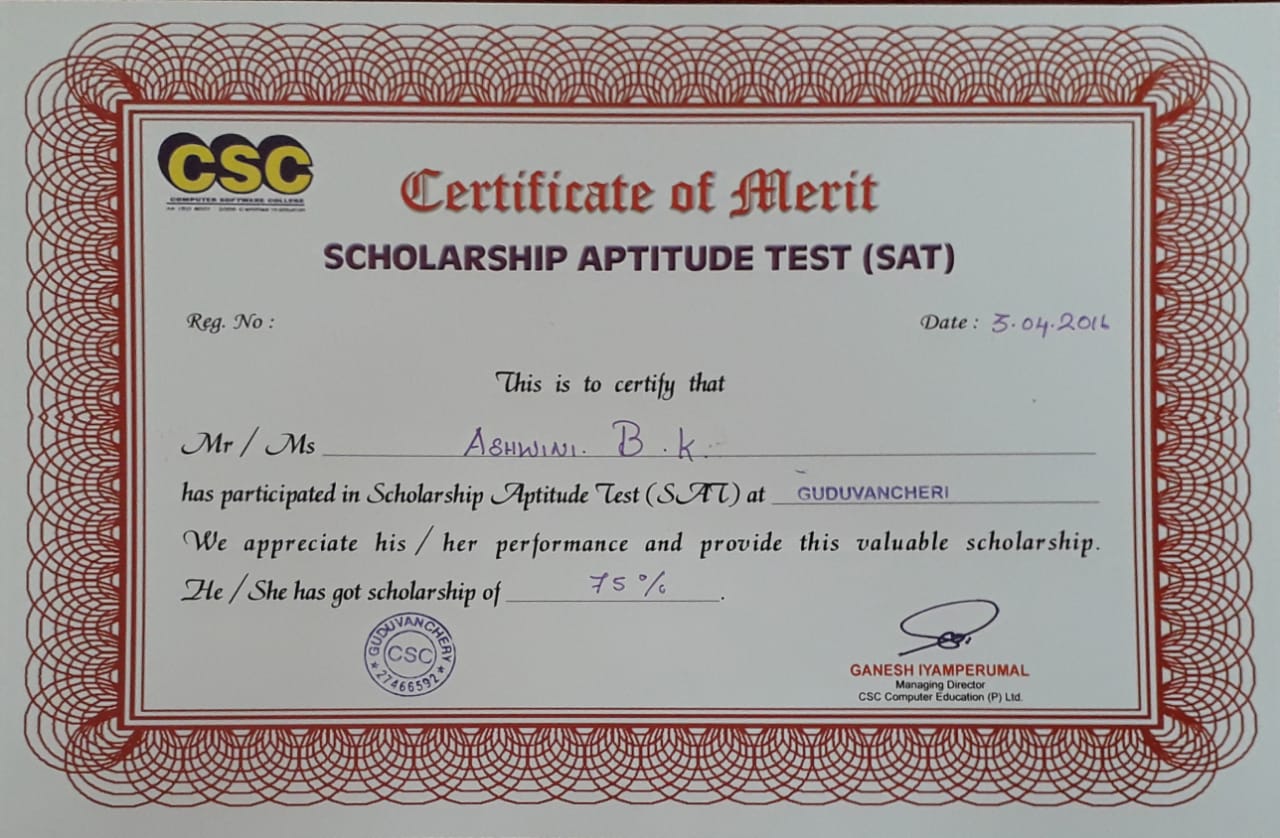 CSC
COMPUTER SOFTWARE COLLEGE
Certificate of Merit
SCHOLARSHIP APTITUDE TEST (SAT)
Reg. No :
Date : 5.04.2016
This is to certify that
Mr / Ms ASHWINI. B.K.
has participated in Scholarship Aptitude Test (SAT) at GUDUVANCHERI
We appreciate his / her performance and provide this valuable scholarship.
He / She has got scholarship of 75% .
GUDUVANCHERY
CSC
* 27466592 *
GANESH IYAMPERUMAL
Managing Director
CSC Computer Education (P) Ltd.